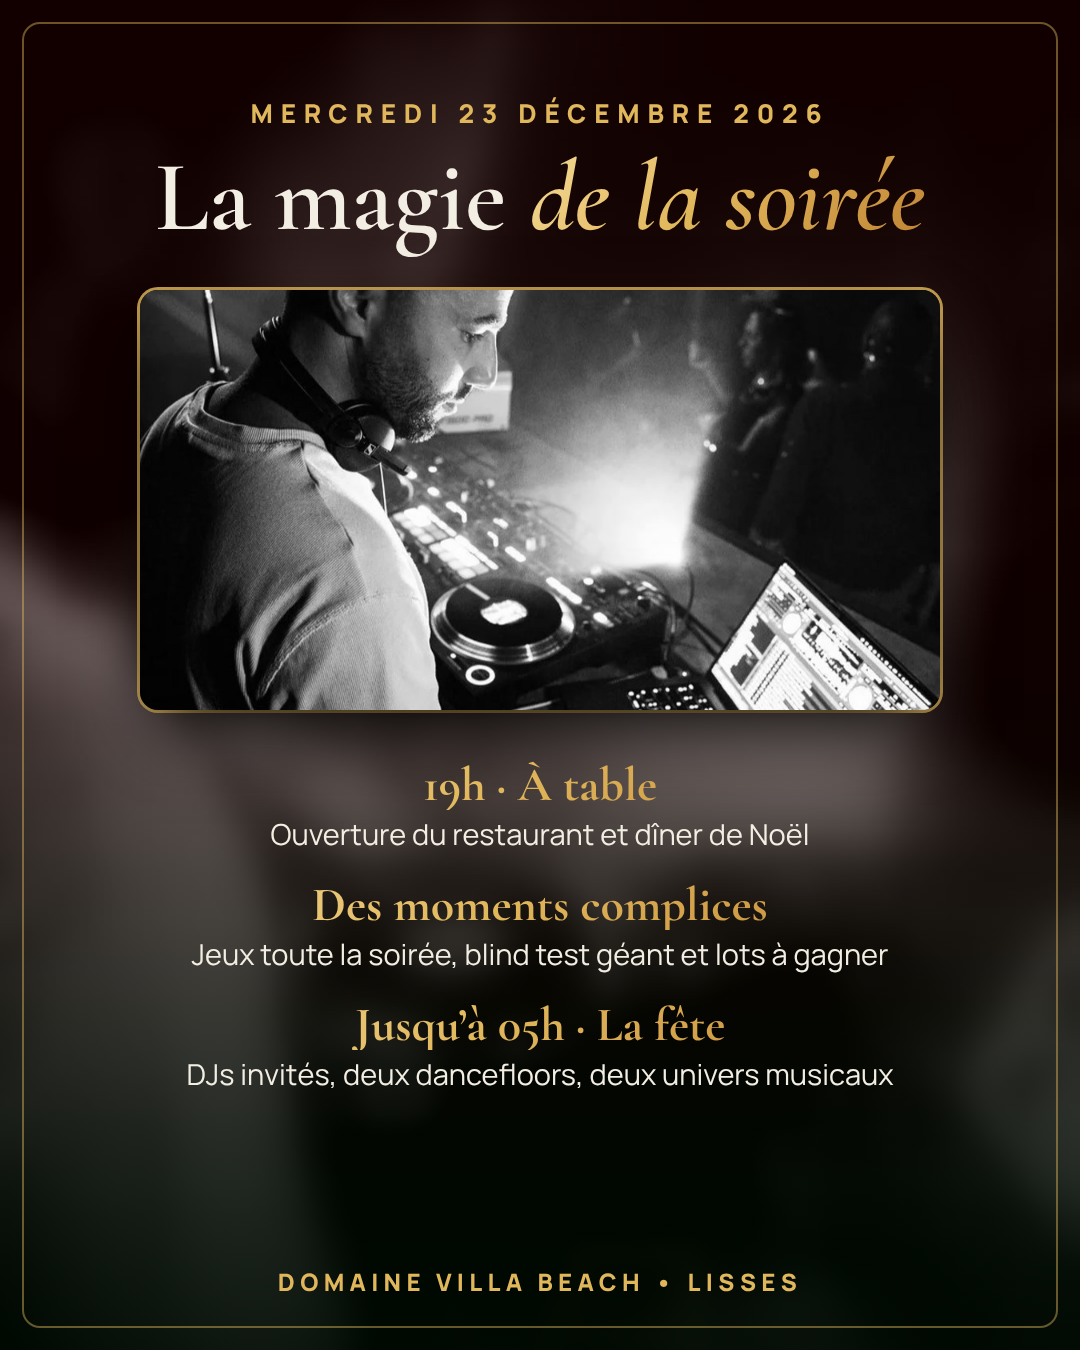 MERCREDI 23 DÉCEMBRE 2026
La magie de la soirée
19h · À table
Ouverture du restaurant et dîner de Noël
Des moments complices
Jeux toute la soirée, blind test géant et lots à gagner
Jusqu’à 05h · La fête
DJs invités, deux dancefloors, deux univers musicaux
DOMAINE VILLA BEACH • LISSES